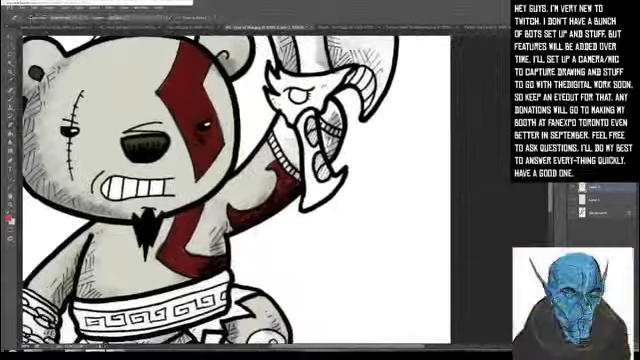 HEY GUYS. I'M VERY NEW TO
TWITCH. I DON'T HAVE A BUNCH
OF BOTS SET UP AND STUFF. BUT
FEATURES WILL BE ADDED OVER
TIME. I'LL SET UP A CAMERA/MIC
TO CAPTURE DRAWING AND STUFF
TO GO WITH THEDIGITAL WORK SOON.
SO KEEP AN EYEOUT FOR THAT. ANY
DONATIONS WILL GO TO MAKING MY
BOOTH AT FANEXPO TORONTO EVEN
BETTER IN SEPTEMBER. FEEL FREE
TO ASK QUESTIONS. I'LL DO MY BEST
TO ANSWER EVERY-THING QUICKLY.
HAVE A GOOD ONE.